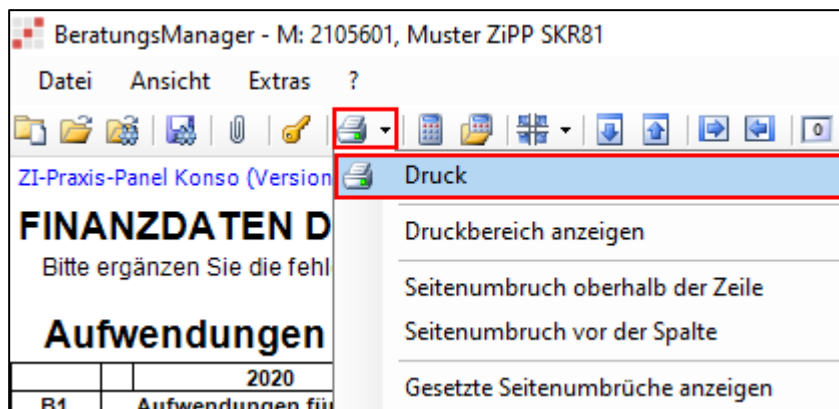 BeratungsManager - M: 2105601, Muster ZiPP SKR81
Datei Ansicht Extras ?
0
ZI-Praxis-Panel Konso (Version
Druck
FINANZDATEN D
Druckbereich anzeigen
Bitte ergänzen Sie die fehl
Seitenumbruch oberhalb der Zeile
Aufwendungen
Seitenumbruch vor der Spalte
2020
Gesetzte Seitenumbrüche anzeigen
B1 Aufwendungen für